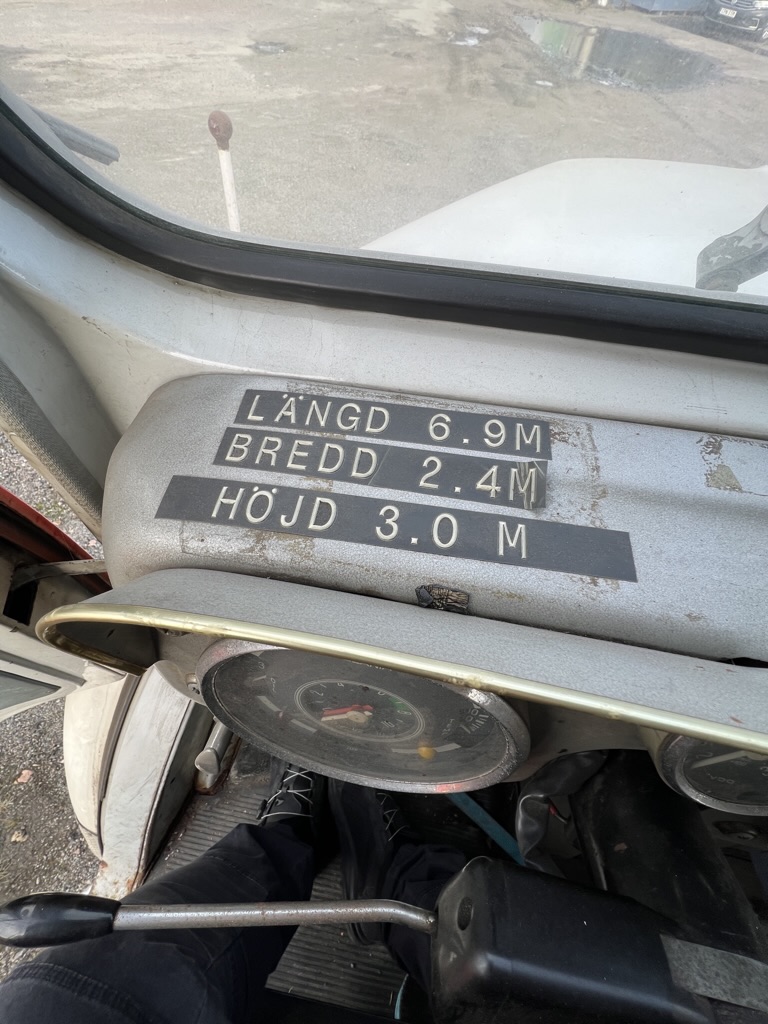 LÄNGD 6.9M
BREDD 2.4M
HÖJD 3.0 M